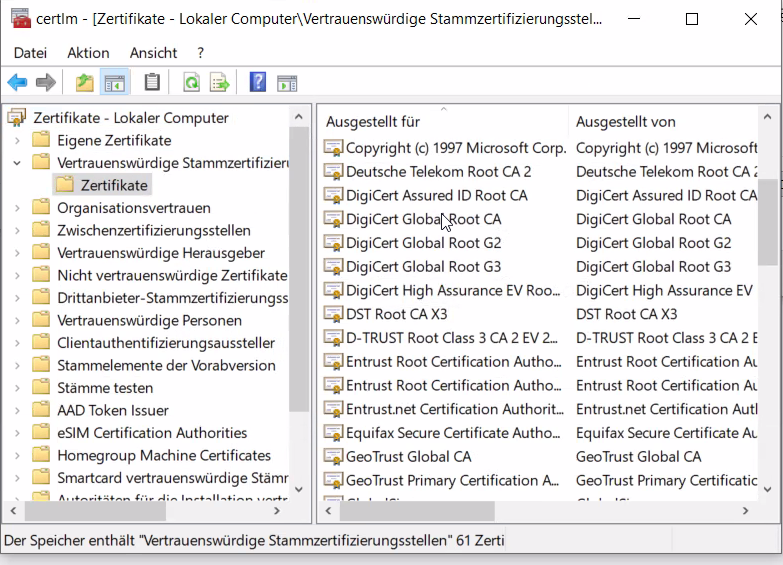 certlm - [Zertifikate - Lokaler Computer\Vertrauenswürdige Stammzertifizierungsstel...
Datei Aktion Ansicht ?
Zertifikate - Lokaler Computer
Eigene Zertifikate
Vertrauenswürdige Stammzertifizier
Zertifikate
Organisationsvertrauen
Zwischenzertifizierungsstellen
Vertrauenswürdige Herausgeber
Nicht vertrauenswürdige Zertifikate
Drittanbieter-Stammzertifizierungss
Vertrauenswürdige Personen
Clientauthentifizierungsaussteller
Stammelemente der Vorabversion
Stämme testen
AAD Token Issuer
eSIM Certification Authorities
Homegroup Machine Certificates
Smartcard vertrauenswürdige Stämr
Autoritäten für die Installation vertr
Ausgestellt für Ausgestellt von
Copyright (c) 1997 Microsoft Corp. Copyright (c) 1997 Microsoft
Deutsche Telekom Root CA 2 Deutsche Telekom Root CA 2
DigiCert Assured ID Root CA DigiCert Assured ID Root CA
DigiCert Global Root CA DigiCert Global Root CA
DigiCert Global Root G2 DigiCert Global Root G2
DigiCert Global Root G3 DigiCert Global Root G3
DigiCert High Assurance EV Roo... DigiCert High Assurance EV
DST Root CA X3 DST Root CA X3
D-TRUST Root Class 3 CA 2 EV 2... D-TRUST Root Class 3 CA 2 E
Entrust Root Certification Autho... Entrust Root Certification Au
Entrust Root Certification Autho... Entrust Root Certification Au
Entrust.net Certification Authorit... Entrust.net Certification Autl
Equifax Secure Certificate Autho... Equifax Secure Certificate Au
GeoTrust Global CA GeoTrust Global CA
GeoTrust Primary Certification A... GeoTrust Primary Certificatic
Der Speicher enthält "Vertrauenswürdige Stammzertifizierungsstellen" 61 Zerti